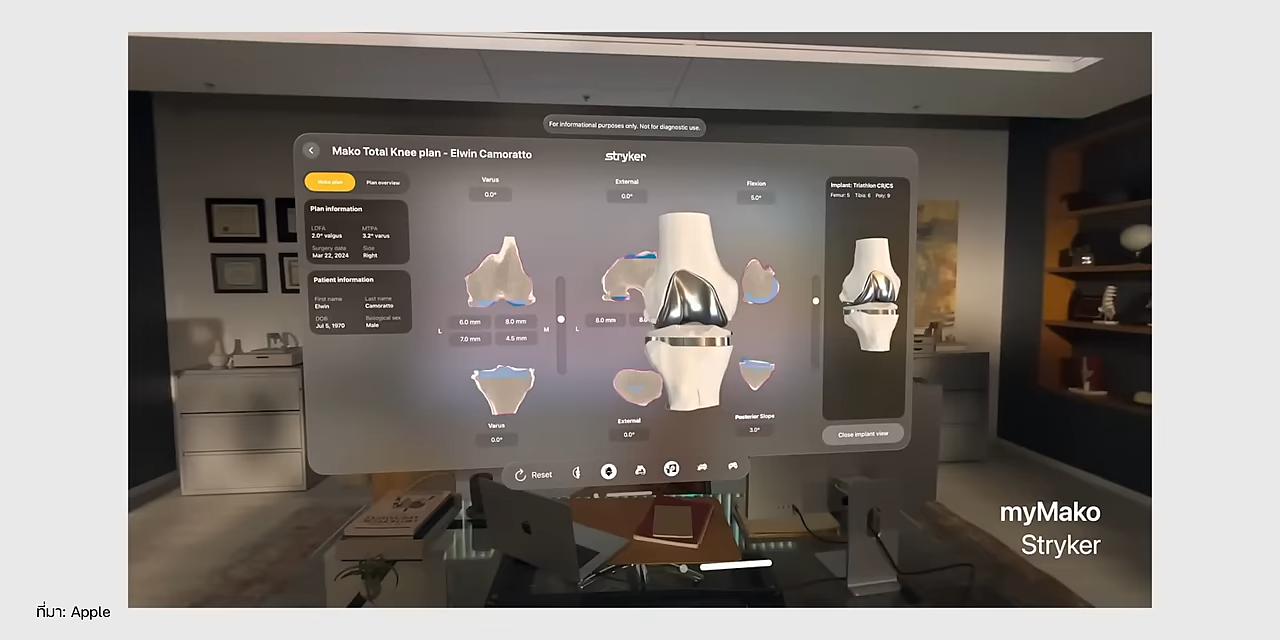 For informational purposes only. Not for diagnostic use.
Mako Total Knee plan - Elwin Camoratto
stryker
Mako plan
Plan overview
Plan information
LDFA
MTPA
2.0° valgus
3.2° varus
Surgery date
Side
Mar 22, 2024
Right
Patient information
First name
Last name
Elwin
Camoratto
DOB
Biological sex
Jul 5, 1970
Male
Varus
0.0°
External
0.0°
Flexion
5.0°
L
6.0 mm
8.0 mm
7.0 mm
4.5 mm
M
L
8.0 mm
Varus
0.0°
External
0.0°
Posterior Slope
3.0°
Implant: Triathlon CR/CS
Femur: 5 Tibia: 6 Poly: 9
Close implant view
Reset
myMako
Stryker
ที่มา: Apple